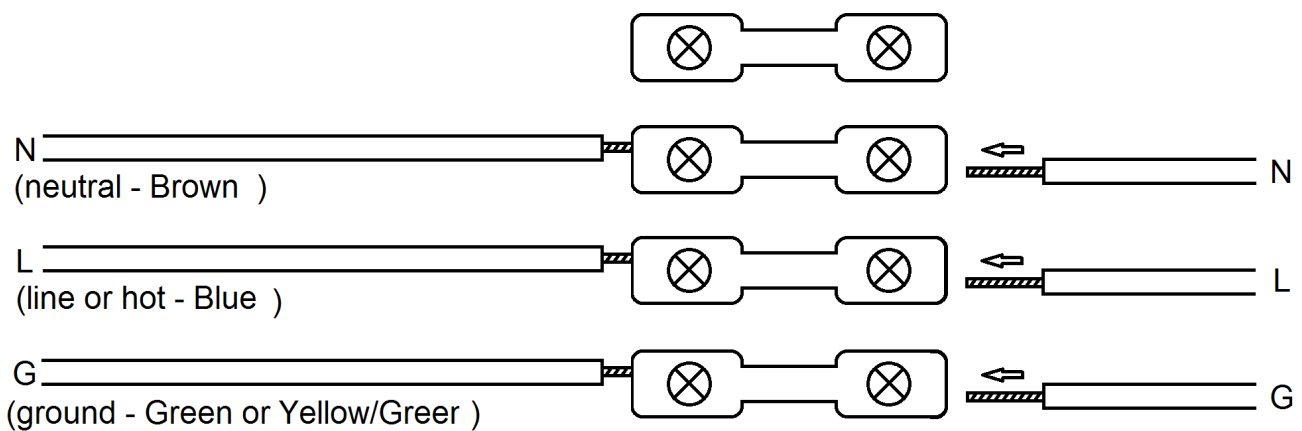 N
(neutral - Brown )
N
L
(line or hot - Blue )
L
G
(ground - Green or Yellow/Greer )
G